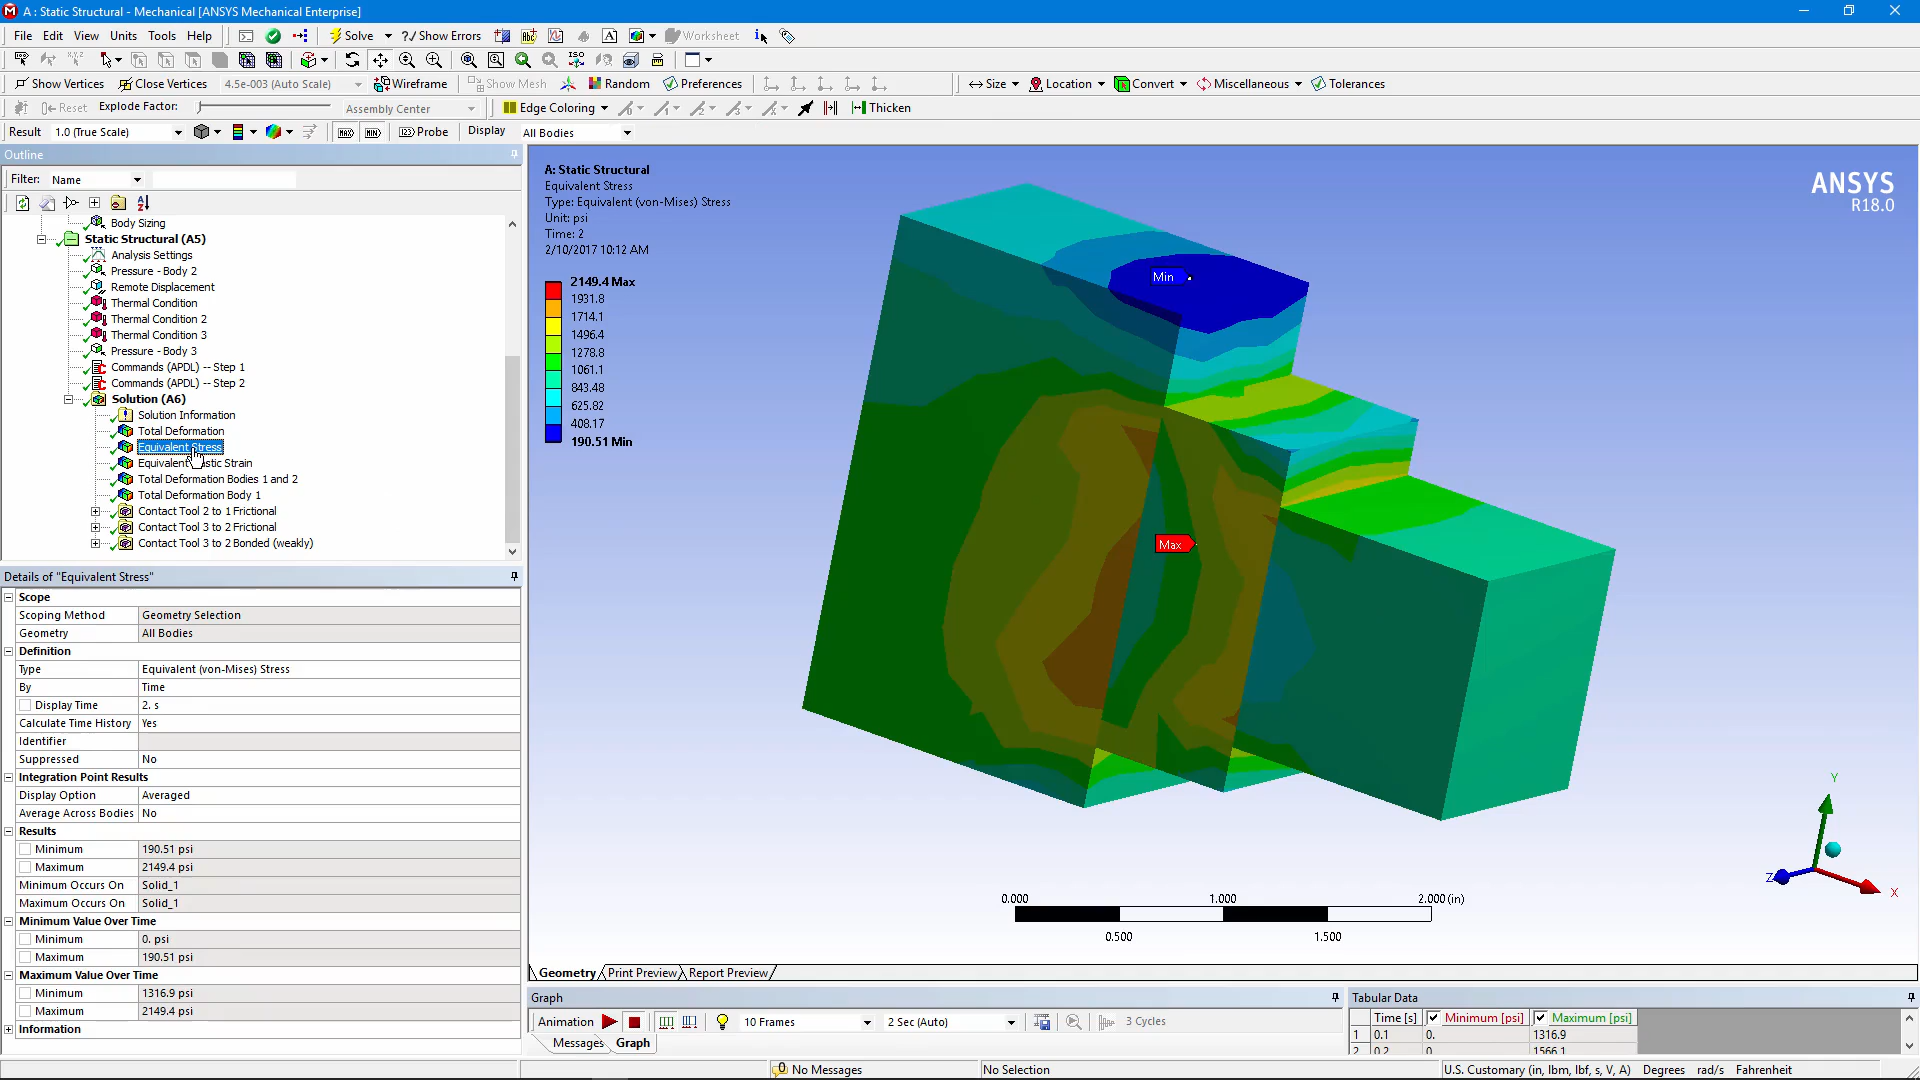 A : Static Structural - Mechanical [ANSYS Mechanical Enterprise]
File Edit View Units Tools Help Solve ?/ Show Errors Worksheet
Show Vertices Close Vertices 4.5e-003 (Auto Scale) Wireframe Show Mesh Random Preferences Size Location Convert Miscellaneous Tolerances
Reset Explode Factor: Assembly Center Edge Coloring Thicken
Result 1.0 (True Scale) MAX MIN Probe Display All Bodies
Outline
Filter: Name
Body Sizing
Static Structural (A5)
Analysis Settings
Pressure - Body 2
Remote Displacement
Thermal Condition
Thermal Condition 2
Thermal Condition 3
Pressure - Body 3
Commands (APDL) -- Step 1
Commands (APDL) -- Step 2
Solution (A6)
Solution Information
Total Deformation
Equivalent Stress
Total Deformation Bodies 1 and 2
Total Deformation Body 1
Contact Tool 2 to 1 Frictional
Contact Tool 3 to 2 Frictional
Contact Tool 3 to 2 Bonded (weakly)
Details of "Equivalent Stress"
Scope
Scoping Method Geometry Selection
Geometry All Bodies
Definition
Type Equivalent (von-Mises) Stress
By Time
Display Time 2. s
Calculate Time History Yes
Identifier
Suppressed No
Integration Point Results
Display Option Averaged
Average Across Bodies No
Results
Minimum 190.51 psi
Maximum 2149.4 psi
Minimum Occurs On Solid_1
Maximum Occurs On Solid_1
Minimum Value Over Time
Minimum 0. psi
Maximum 190.51 psi
Maximum Value Over Time
Minimum 1316.9 psi
Maximum 2149.4 psi
Information
A: Static Structural
Equivalent Stress
Type: Equivalent (von-Mises) Stress
Unit: psi
Time: 2
2/10/2017 10:12 AM
2149.4 Max
1931.8
1714.1
1496.4
1278.8
1061.1
843.48
625.82
408.17
190.51 Min
ANSYS
R18.0
Min
Max
Y
Z
X
0.000 1.000 2.000 (in)
0.500 1.500
Geometry Print Preview Report Preview
Graph
Animation 10 Frames 2 Sec (Auto) 3 Cycles
Messages Graph
Tabular Data
Time [s] Minimum [psi] Maximum [psi]
1 0.1 0. 1316.9
2 0.2 0. 1566.1
0 No Messages No Selection U.S. Customary (in, lbm, lbf, s, V, A) Degrees rad/s Fahrenheit